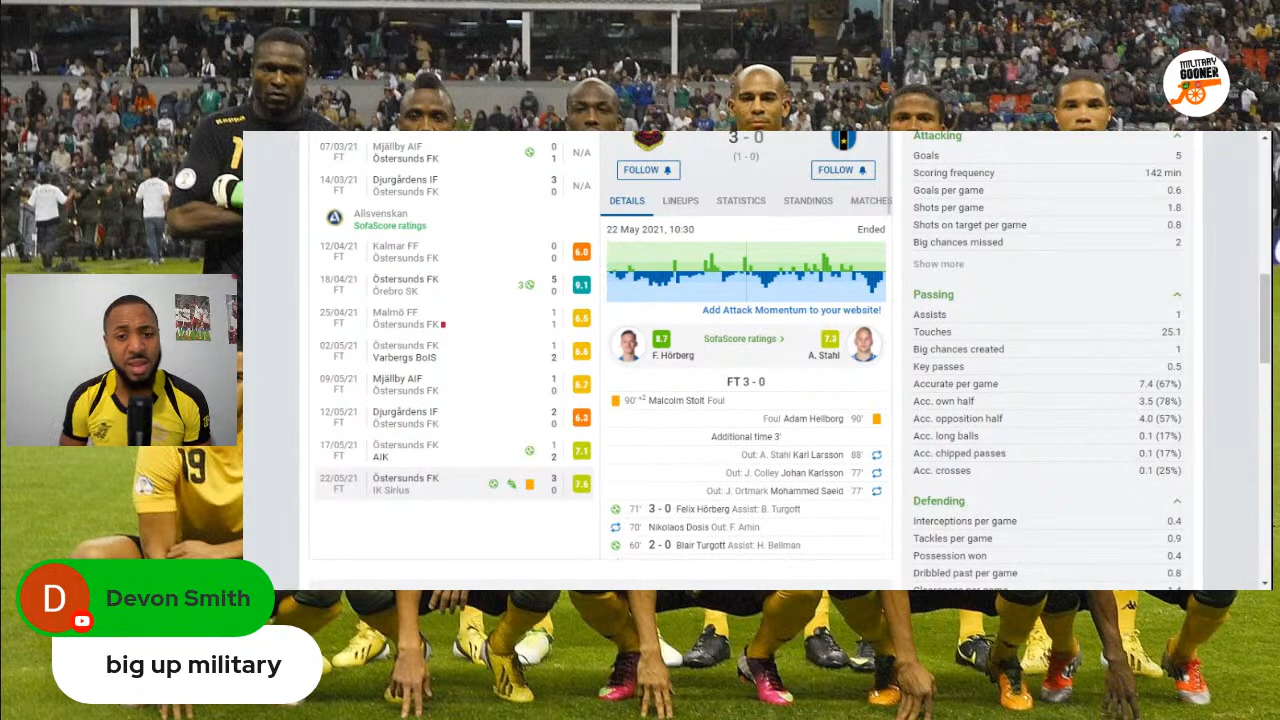 MILITARY
GOONER
07/03/21 Mjällby AIF 0
FT Östersunds FK 1 N/A
14/03/21 Djurgårdens IF 3
FT Östersunds FK 0 N/A
Allsvenskan
SofaScore ratings
12/04/21 Kalmar FF 0
FT Östersunds FK 0 6.0
18/04/21 Östersunds FK 3 5
FT Örebro SK 0 9.1
25/04/21 Malmö FF 1
FT Östersunds FK 1 6.5
02/05/21 Östersunds FK 1
FT Varbergs BoIS 2 6.6
09/05/21 Mjällby AIF 1
FT Östersunds FK 0 6.7
12/05/21 Djurgårdens IF 2
FT Östersunds FK 0 6.3
17/05/21 Östersunds FK 1
FT AIK 2 7.1
22/05/21 Östersunds FK 3
FT IK Sirius 0 7.6
3 - 0
(1 - 0)
FOLLOW FOLLOW
DETAILS LINEUPS STATISTICS STANDINGS MATCHES
22 May 2021, 10:30 Ended
Add Attack Momentum to your website!
8.7 SofaScore ratings > 7.3
F. Hörberg A. Stahl
FT 3 - 0
90'+2 Malcolm Stolt Foul
Foul Adam Hellborg 90'
Additional time 3'
Out: A. Stahl Karl Larsson 88'
Out: J. Colley Johan Karlsson 77'
Out: J. Ortmark Mohammed Saeid 77'
71' 3 - 0 Felix Hörberg Assist: B. Turgott
70' Nikolaos Dosis Out: F. Arhin
60' 2 - 0 Blair Turgott Assist: H. Bellman
Attacking
Goals 5
Scoring frequency 142 min
Goals per game 0.6
Shots per game 1.8
Shots on target per game 0.8
Big chances missed 2
Show more
Passing
Assists 1
Touches 25.1
Big chances created 1
Key passes 0.5
Accurate per game 7.4 (67%)
Acc. own half 3.5 (78%)
Acc. opposition half 4.0 (57%)
Acc. long balls 0.1 (17%)
Acc. chipped passes 0.1 (17%)
Acc. crosses 0.1 (25%)
Defending
Interceptions per game 0.4
Tackles per game 0.9
Possession won 0.4
Dribbled past per game 0.8
19
D Devon Smith
big up military